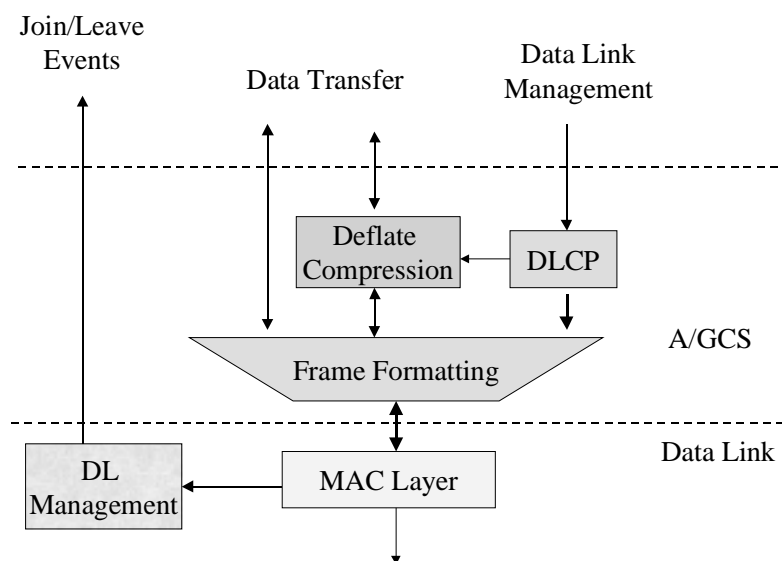 Join/Leave
Events
Data Transfer
Data Link
Management
Deflate
Compression
DLCP
A/GCS
Frame Formatting
Data Link
DL
Management
MAC Layer